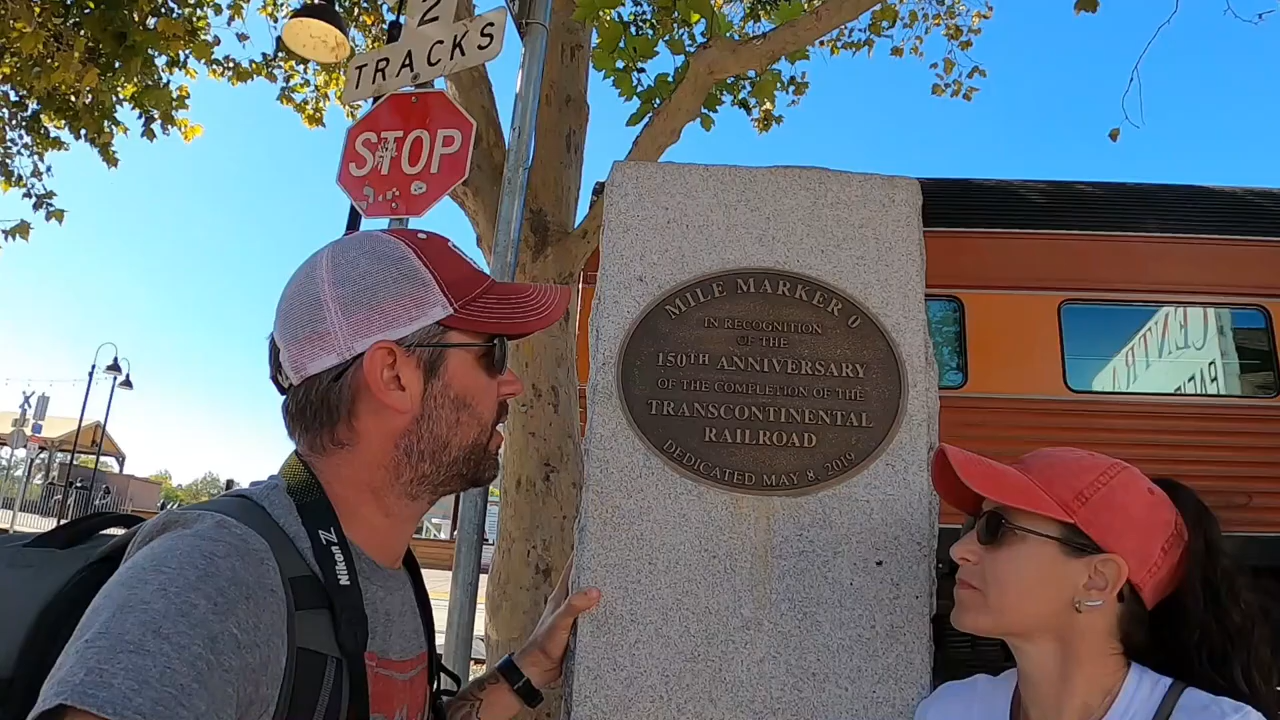 2
TRACKS
STOP
MILE MARKER 0
IN RECOGNITION
OF THE
150TH ANNIVERSARY
OF THE COMPLETION OF THE
TRANSCONTINENTAL
RAILROAD
DEDICATED MAY 8, 2019
Nikon Z